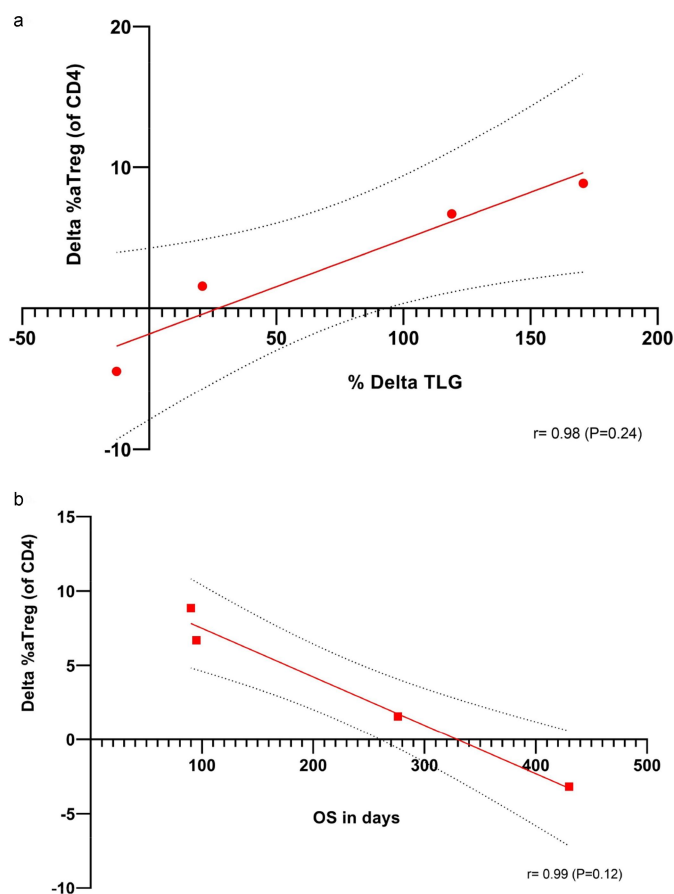 a
20
10
-50
50
100
150
200
-10
Delta %aTreg (of CD4)
% Delta TLG
r= 0.98 (P=0.24)
b
15
10
5
0
-5
-10
100
200
300
400
500
Delta %aTreg (of CD4)
OS in days
r= 0.99 (P=0.12)